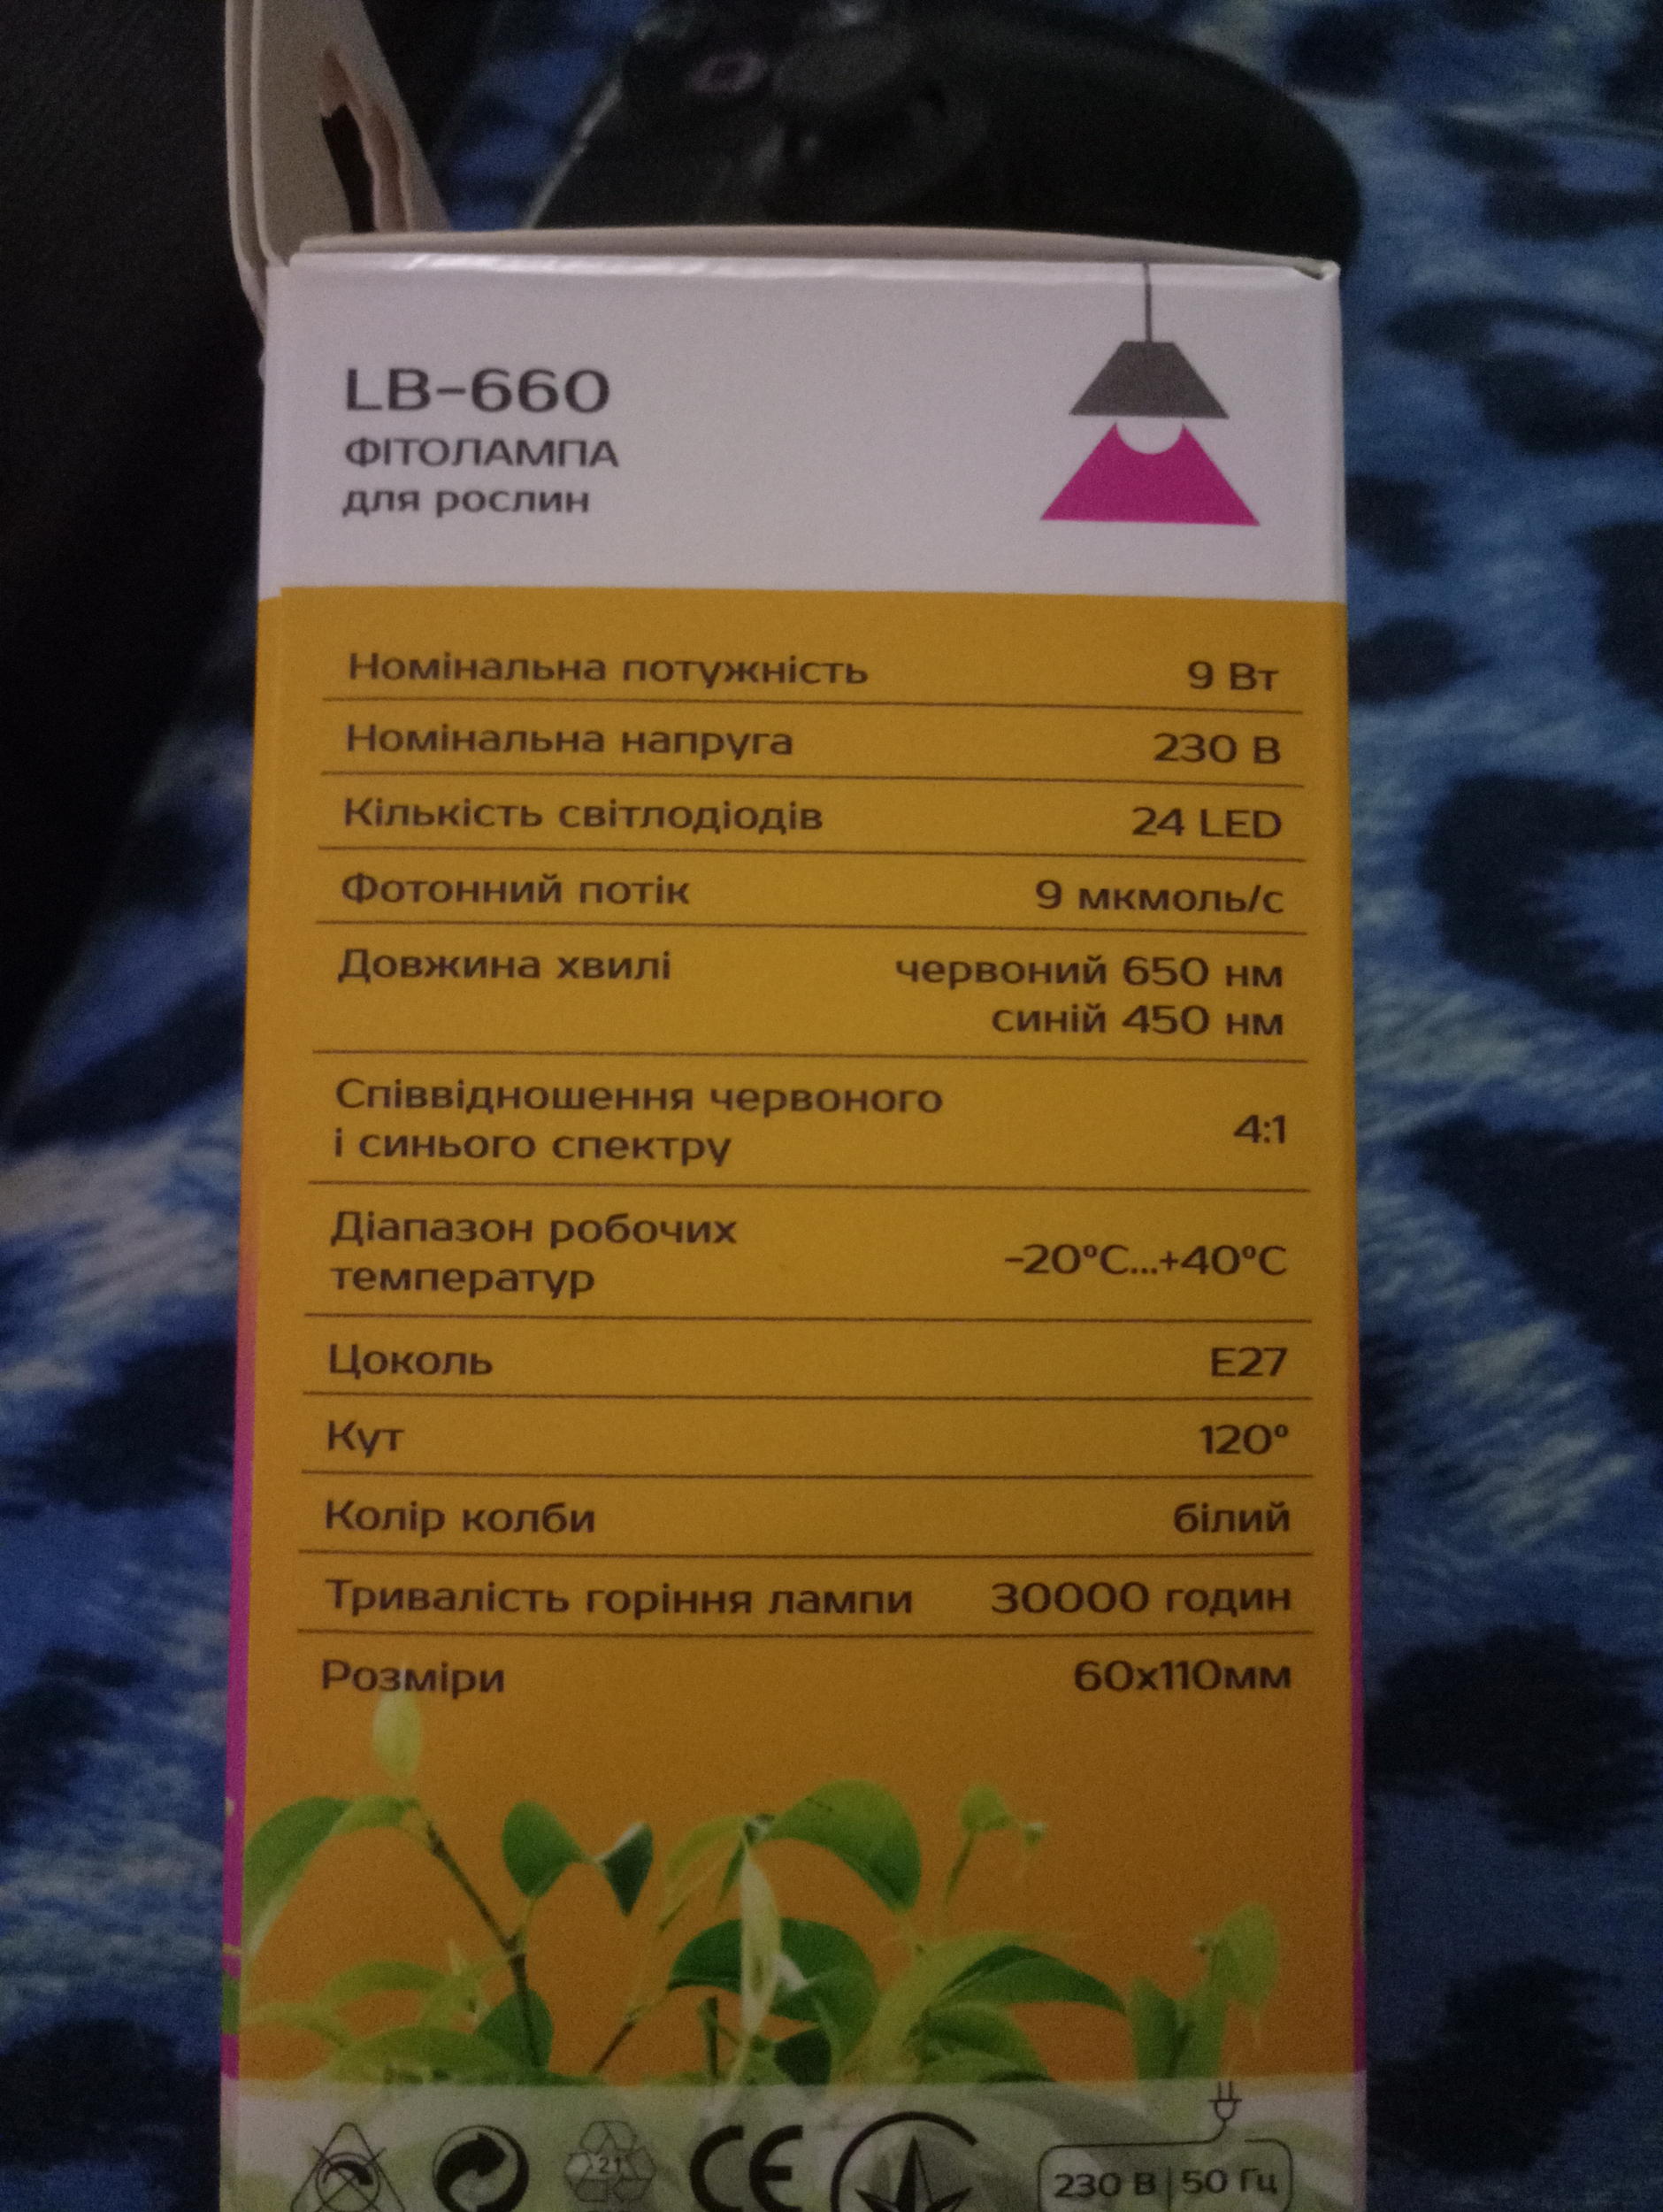 LB-660
ФІТОЛАМПА
для рослин
Номінальна потужність 9 Вт
Номінальна напруга 230 В
Кількість світлодіодів 24 LED
Фотонний потік 9 мкмоль/с
Довжина хвилі червоний 650 нм
синій 450 нм
Співвідношення червоного
і синього спектру 4:1
Діапазон робочих
температур -20°C...+40°C
Цоколь E27
Кут 120°
Колір колби білий
Тривалість горіння лампи 30000 годин
Розміри 60x110мм
21
CE
230 В | 50 Гц